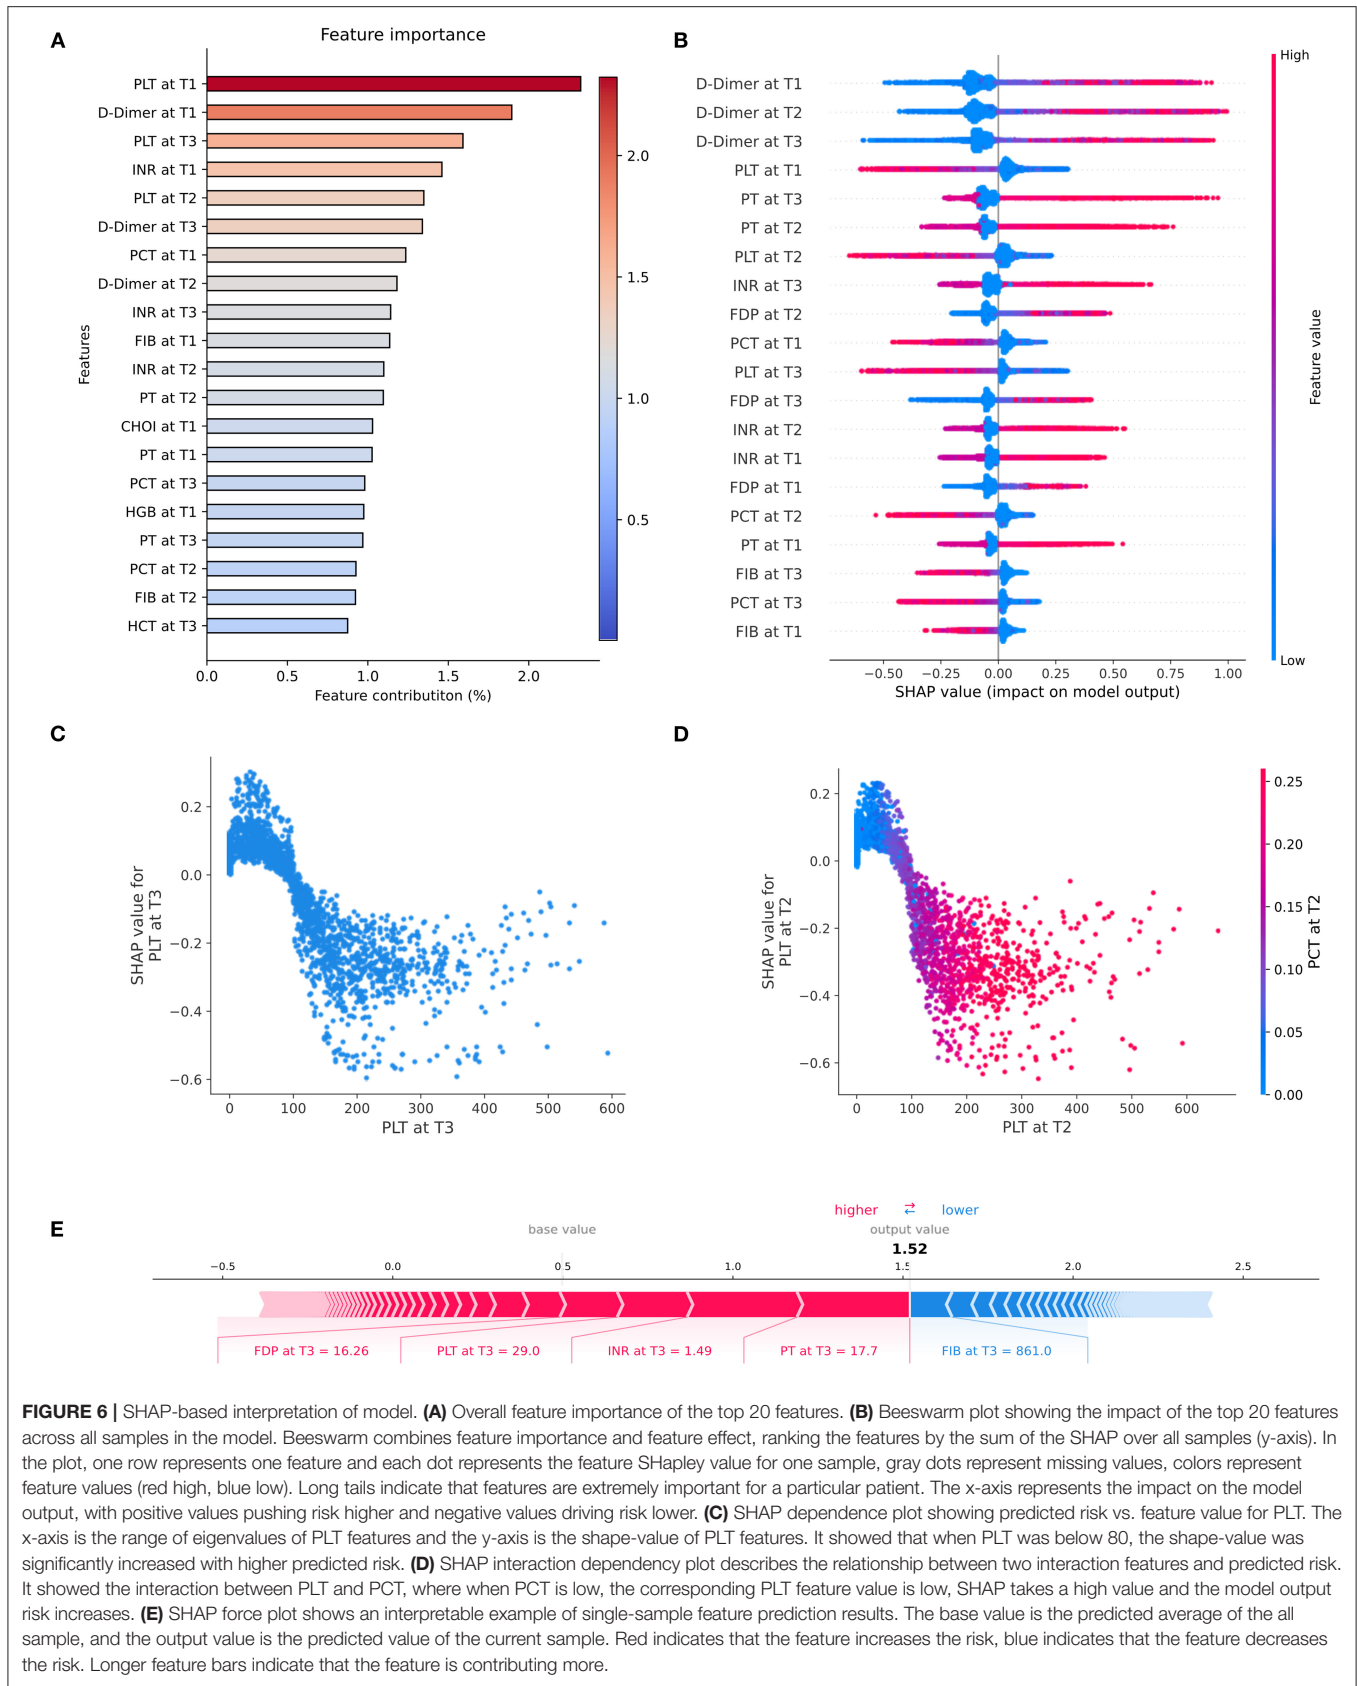 A
Feature importance
Features
PLT at T1
D-Dimer at T1
PLT at T3
INR at T1
PLT at T2
D-Dimer at T3
PCT at T1
D-Dimer at T2
INR at T3
FIB at T1
INR at T2
PT at T2
CHOI at T1
PT at T1
PCT at T3
HGB at T1
PT at T3
PCT at T2
FIB at T2
HCT at T3
0.0 0.5 1.0 1.5 2.0
Feature contribution (%)
2.0
1.5
1.0
0.5
B
D-Dimer at T1
D-Dimer at T2
D-Dimer at T3
PLT at T1
PT at T3
PT at T2
PLT at T2
INR at T3
FDP at T2
PCT at T1
PLT at T3
FDP at T3
INR at T2
INR at T1
FDP at T1
PCT at T2
PT at T1
FIB at T3
PCT at T3
FIB at T1
−0.50 −0.25 0.00 0.25 0.50 0.75 1.00
SHAP value (impact on model output)
High
Feature value
Low
C
SHAP value for
PLT at T3
0.2
0.0
−0.2
−0.4
−0.6
0 100 200 300 400 500 600
PLT at T3
D
SHAP value for
PLT at T2
0.2
0.0
−0.2
−0.4
−0.6
0 100 200 300 400 500 600
PLT at T2
0.25
0.20
0.15
0.10
0.05
0.00
PCT at T2
E
higher ⇄ lower
base value output value
1.52
−0.5 0.0 0.5 1.0 1.5 2.0 2.5
FDP at T3 = 16.26 PLT at T3 = 29.0 INR at T3 = 1.49 PT at T3 = 17.7 FIB at T3 = 861.0
FIGURE 6 | SHAP-based interpretation of model. (A) Overall feature importance of the top 20 features. (B) Beeswarm plot showing the impact of the top 20 features
across all samples in the model. Beeswarm combines feature importance and feature effect, ranking the features by the sum of the SHAP over all samples (y-axis). In
the plot, one row represents one feature and each dot represents the feature SHapley value for one sample, gray dots represent missing values, colors represent
feature values (red high, blue low). Long tails indicate that features are extremely important for a particular patient. The x-axis represents the impact on the model
output, with positive values pushing risk higher and negative values driving risk lower. (C) SHAP dependence plot showing predicted risk vs. feature value for PLT. The
x-axis is the range of eigenvalues of PLT features and the y-axis is the shape-value of PLT features. It showed that when PLT was below 80, the shape-value was
significantly increased with higher predicted risk. (D) SHAP interaction dependency plot describes the relationship between two interaction features and predicted risk.
It showed the interaction between PLT and PCT, where when PCT is low, the corresponding PLT feature value is low, SHAP takes a high value and the model output
risk increases. (E) SHAP force plot shows an interpretable example of single-sample feature prediction results. The base value is the predicted average of the all
sample, and the output value is the predicted value of the current sample. Red indicates that the feature increases the risk, blue indicates that the feature decreases
the risk. Longer feature bars indicate that the feature is contributing more.